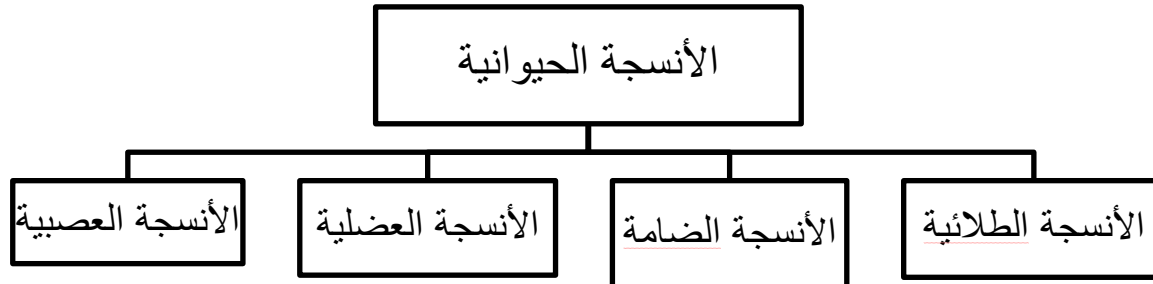 الأنسجة الحيوانية
الأنسجة الطلائية
الأنسجة الضامة
الأنسجة العضلية
الأنسجة العصبية